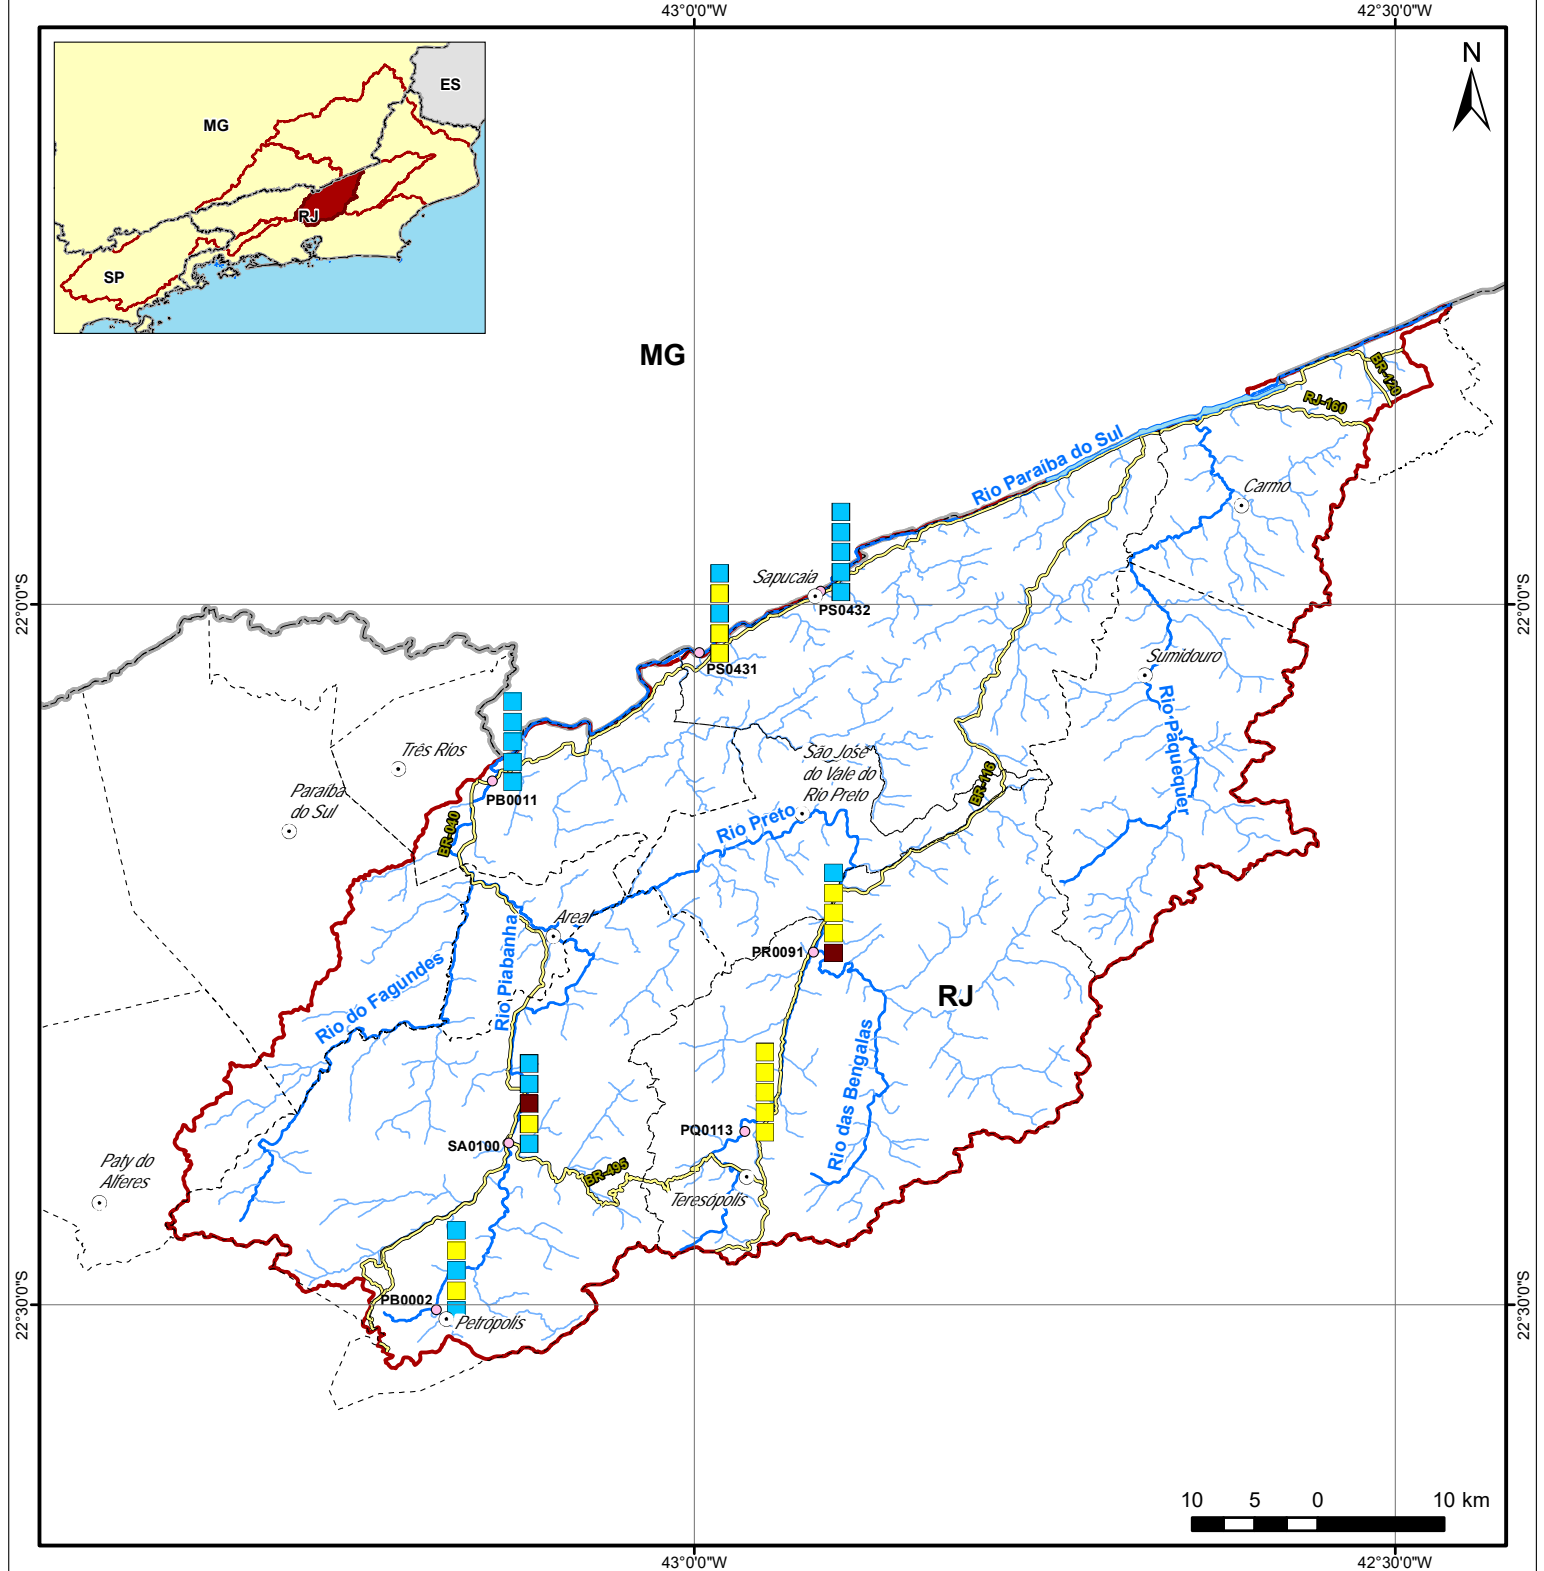 43°0'0"W
42°30'0"W
N
ES
MG
RJ
SP
MG
BR-420
RJ-160
Rio Paraíba do Sul
Carmo
Sapucaia
PS0432
22°0'0"S
22°0'0"S
PS0431
Sumidouro
Rio Paquequer
Três Rios
Paraíba
do Sul
PB0011
São José
do Vale do
Rio Preto
BR-116
Rio Preto
BR-040
Areal
Rio Piabanha
PR0091
Rio do Fagundes
RJ
Rio das Bengalas
PQ0113
SA0100
BR-495
Paty do
Alferes
Teresópolis
PB0002
Petrópolis
22°30'0"S
22°30'0"S
10 5 0 10 km
43°0'0"W
42°30'0"W